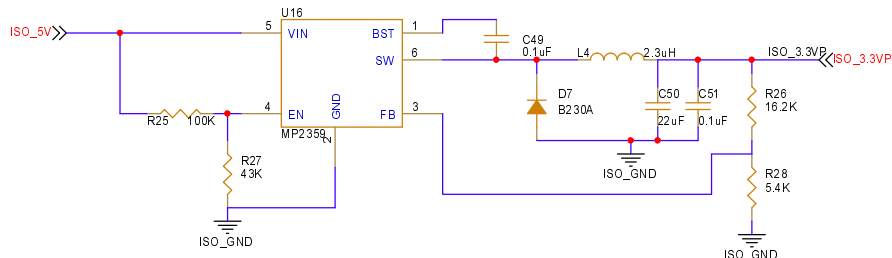 U16
ISO_5V
5
VIN
BST
1
C49
0.1uF
SW
6
L4
2.3uH
ISO_3.3VP
ISO_3.3VP
D7
B230A
C50
22uF
C51
0.1uF
R26
16.2K
R25
100K
4
EN
GND
FB
3
MP2359
2
R27
43K
ISO_GND
R28
5.4K
ISO_GND
ISO_GND